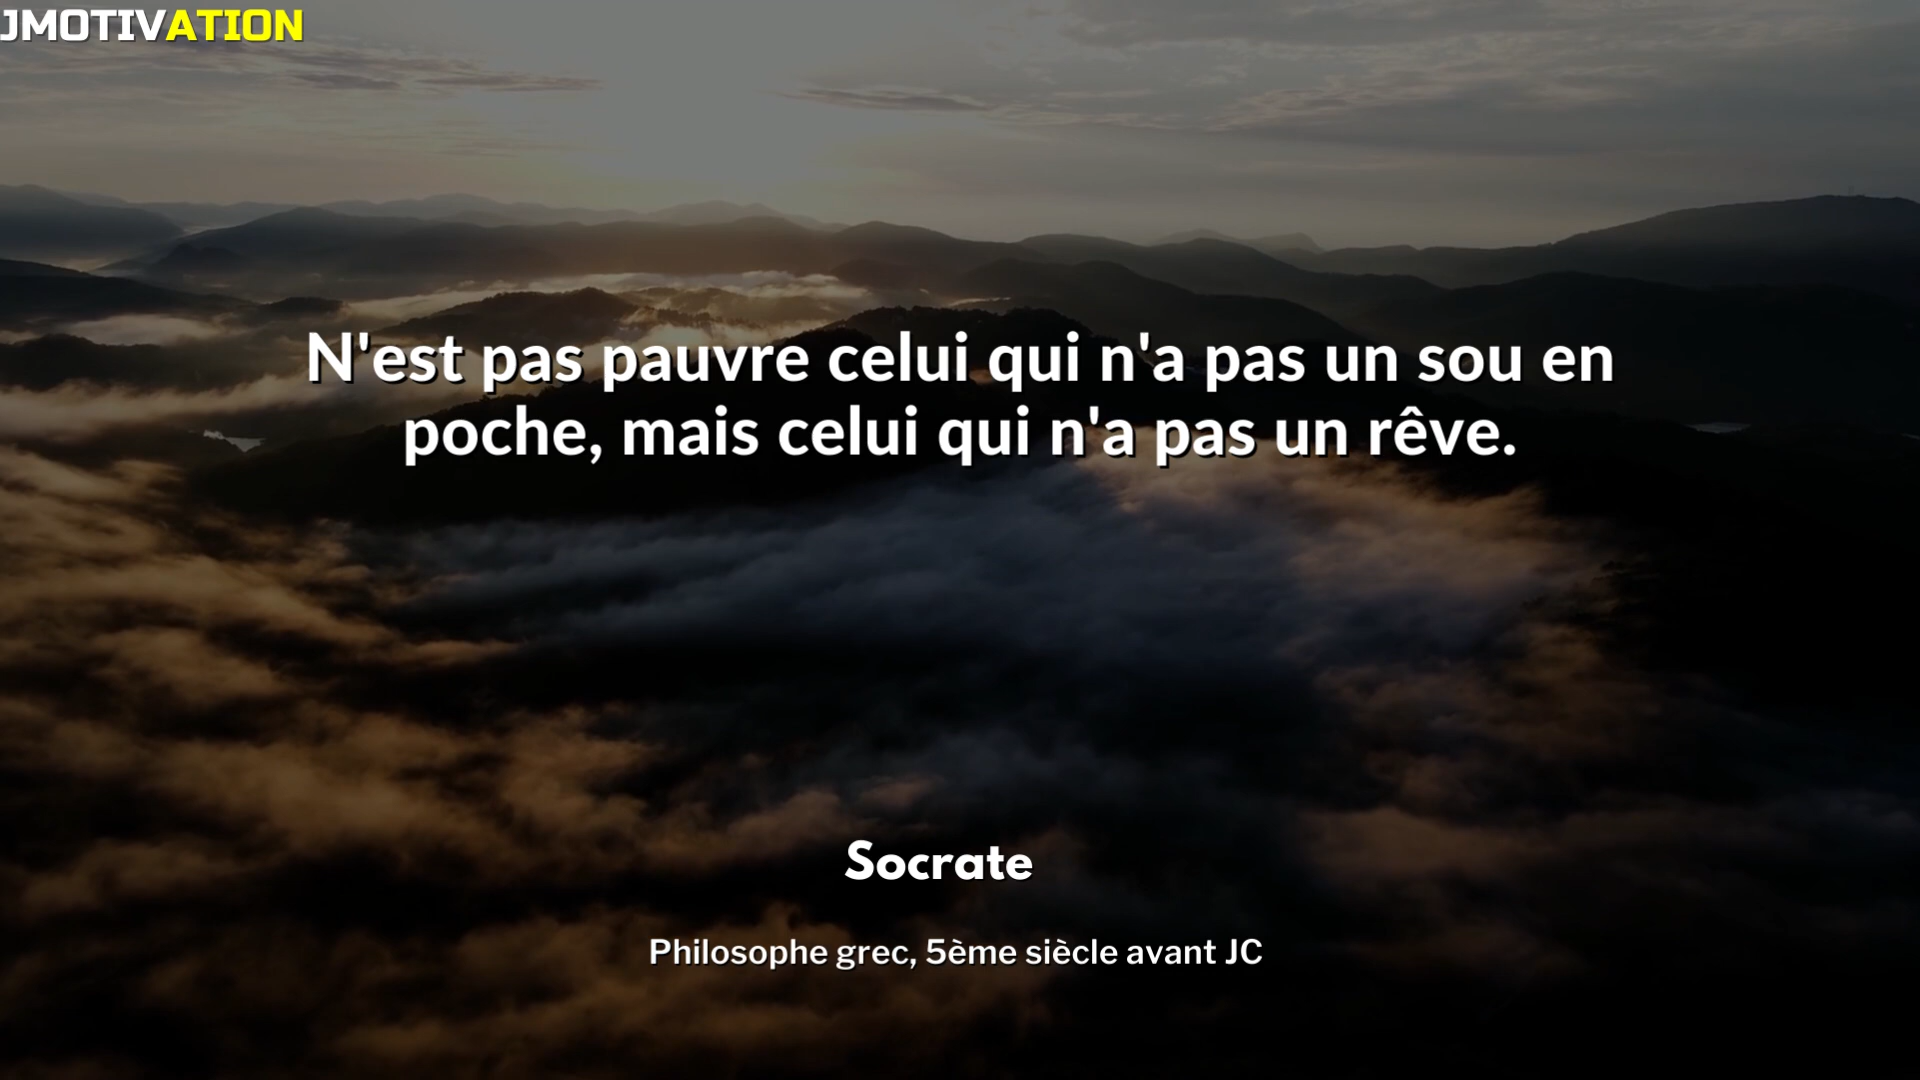 JMOTIVATION
N'est pas pauvre celui qui n'a pas un sou en
poche, mais celui qui n'a pas un rêve.
Socrate
Philosophe grec, 5ème siècle avant JC